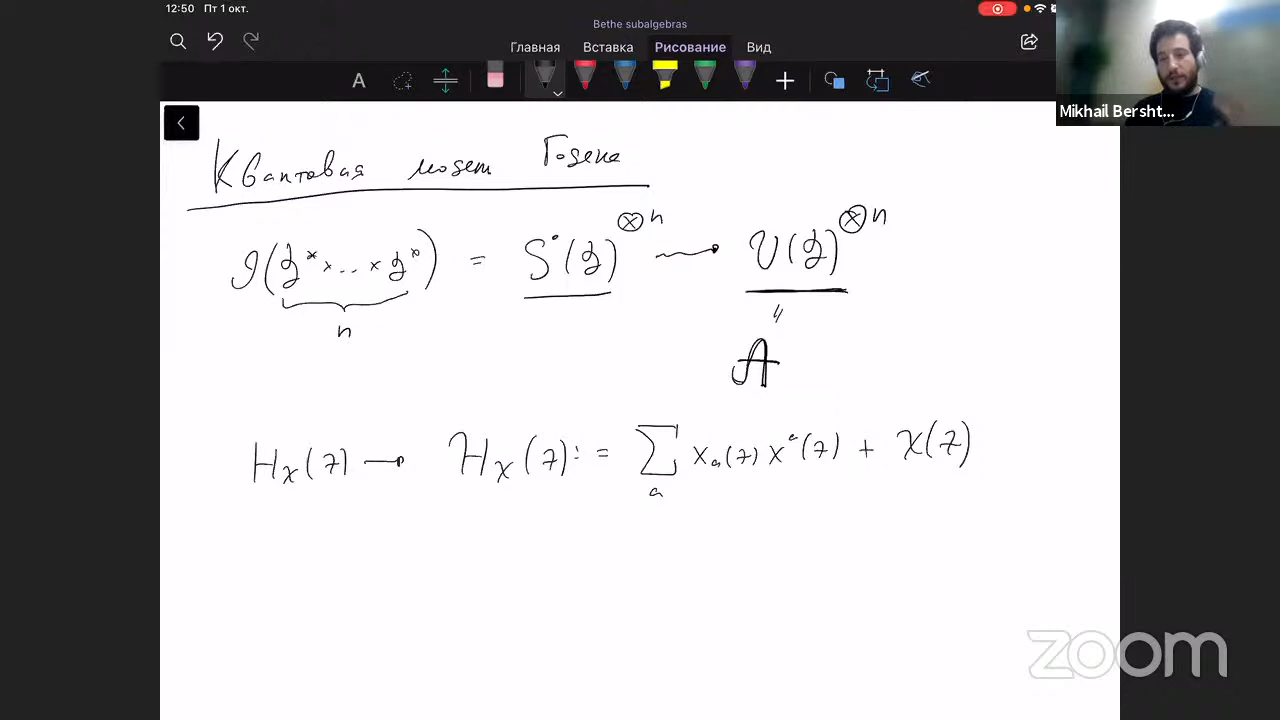 12:50 Пт 1 окт.
Bethe subalgebras
Главная Вставка Рисование Вид
A
Mikhail Bersht...
Квантовая модель Годена
𝒪(𝔤* × ... × 𝔤*) = S•(𝔤)^{⊗n} ⇝ U(𝔤)^{⊗n}
n
A
H_χ(z) → ℋ_χ(z) := ∑_a x_a(z) x^a(z) + χ(z)
zoom